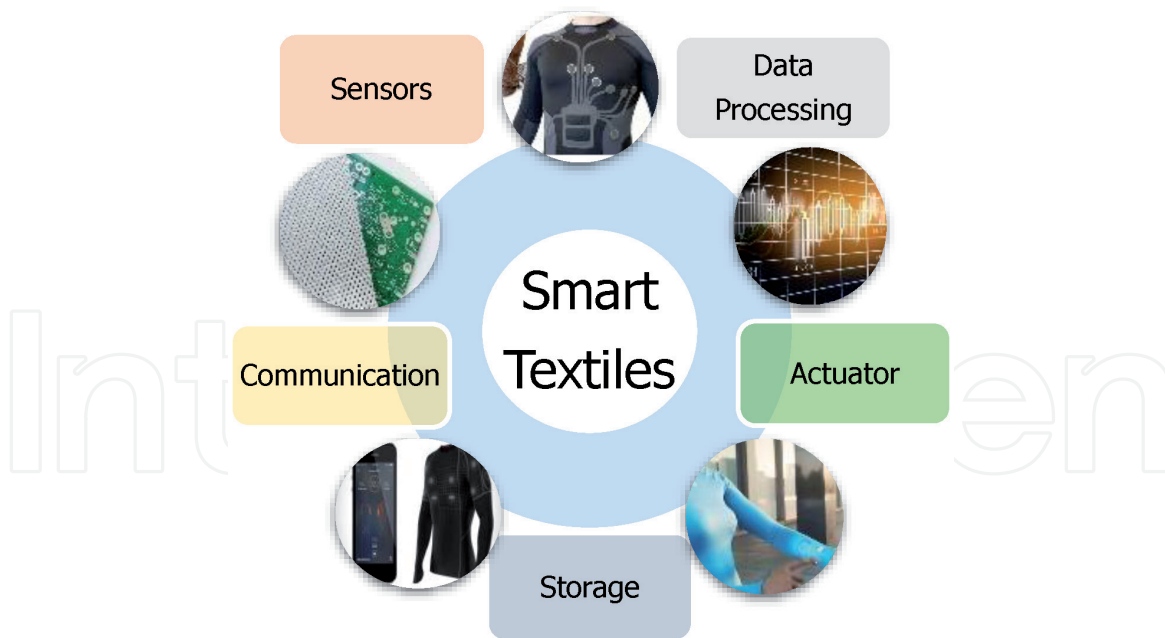 Sensors
Data
Processing
Smart
Textiles
Communication
Actuator
Storage